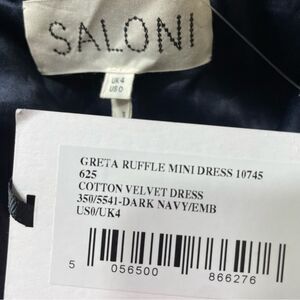 SALONI
UK4
US0
GRETA RUFFLE MINI DRESS 10745
625
COTTON VELVET DRESS
350/5541-DARK NAVY/EMB
US0/UK4
5 056500 866276